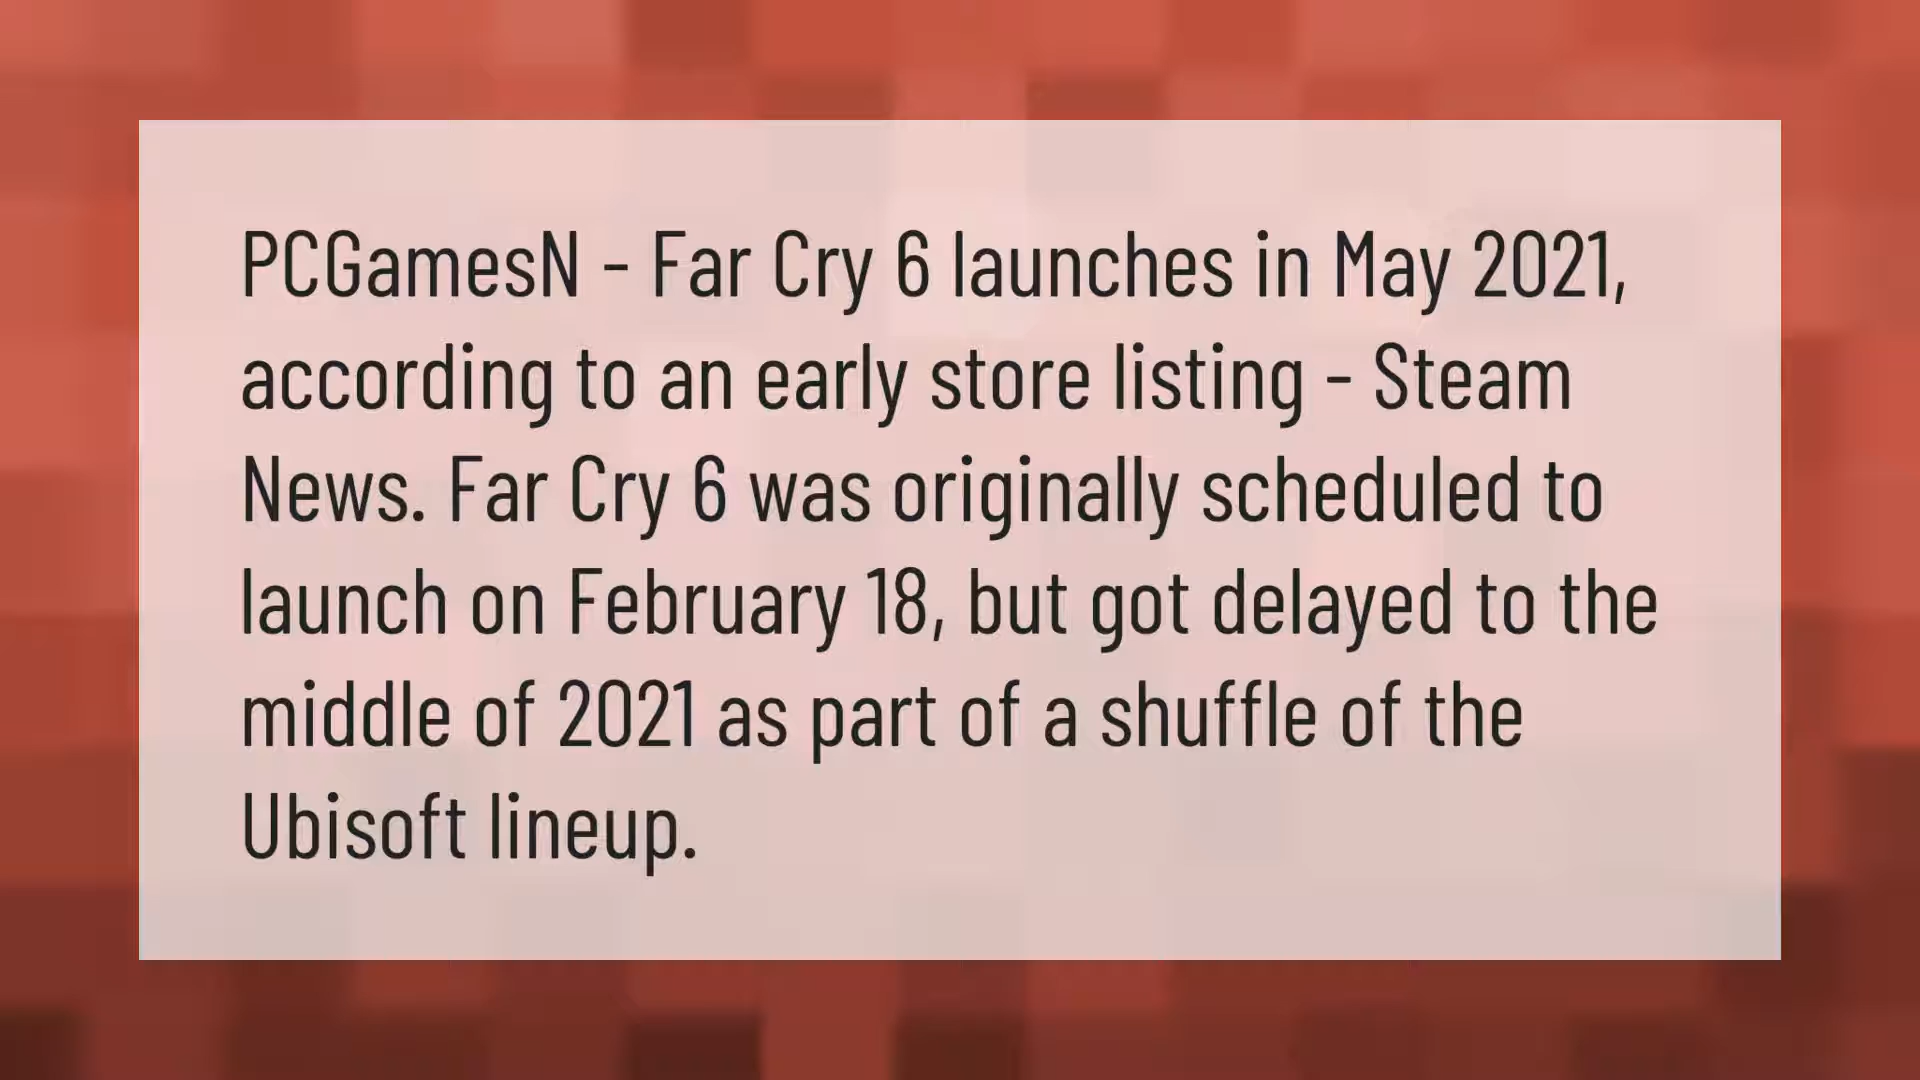 PCGamesN - Far Cry 6 launches in May 2021,
according to an early store listing - Steam
News. Far Cry 6 was originally scheduled to
launch on February 18, but got delayed to the
middle of 2021 as part of a shuffle of the
Ubisoft lineup.